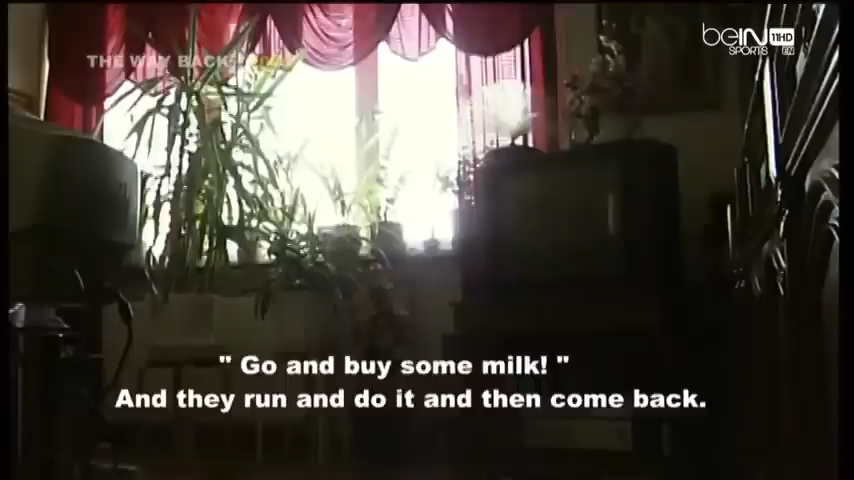 beIN 11HD
SPORTS EN
THE WAY BACK
" Go and buy some milk! "
And they run and do it and then come back.